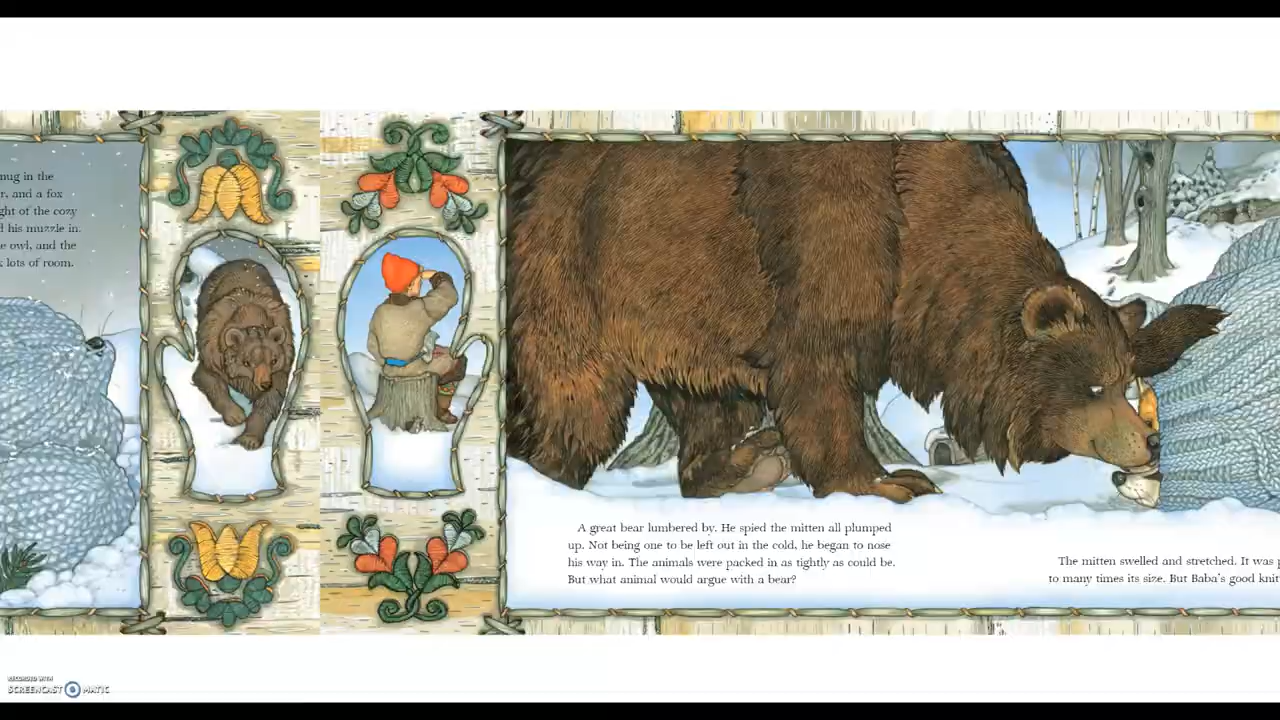 nug in the
r, and a fox
ght of the cozy
d his muzzle in.
e owl, and the
k lots of room.
A great bear lumbered by. He spied the mitten all plumped
up. Not being one to be left out in the cold, he began to nose
his way in. The animals were packed in as tightly as could be.
But what animal would argue with a bear?
The mitten swelled and stretched. It was p
to many times its size. But Baba's good knit
RECORDED WITH
SCREENCAST MATIC